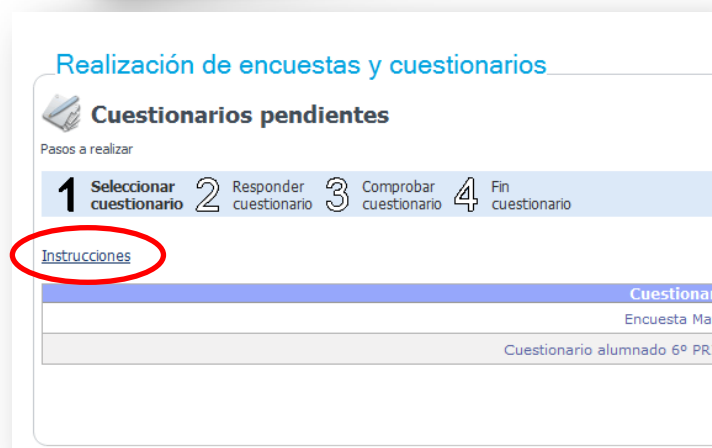 Realización de encuestas y cuestionarios
Cuestionarios pendientes
Pasos a realizar
1 Seleccionar cuestionario 2 Responder cuestionario 3 Comprobar cuestionario 4 Fin cuestionario
Instrucciones
Cuestionar
Encuesta Ma
Cuestionario alumnado 6º PR